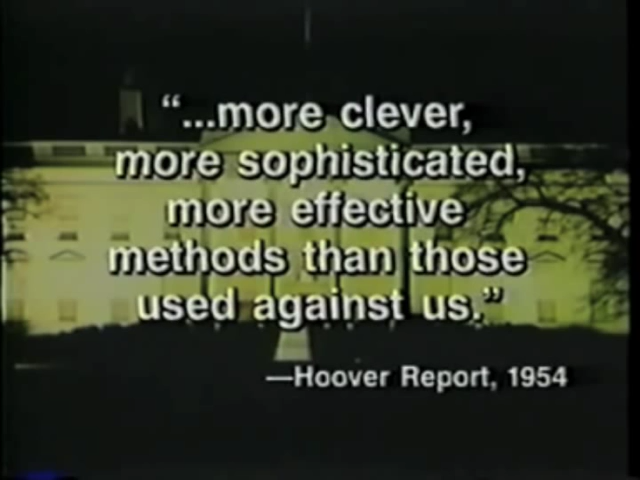 “...more clever,
more sophisticated,
more effective
methods than those
used against us.”
—Hoover Report, 1954